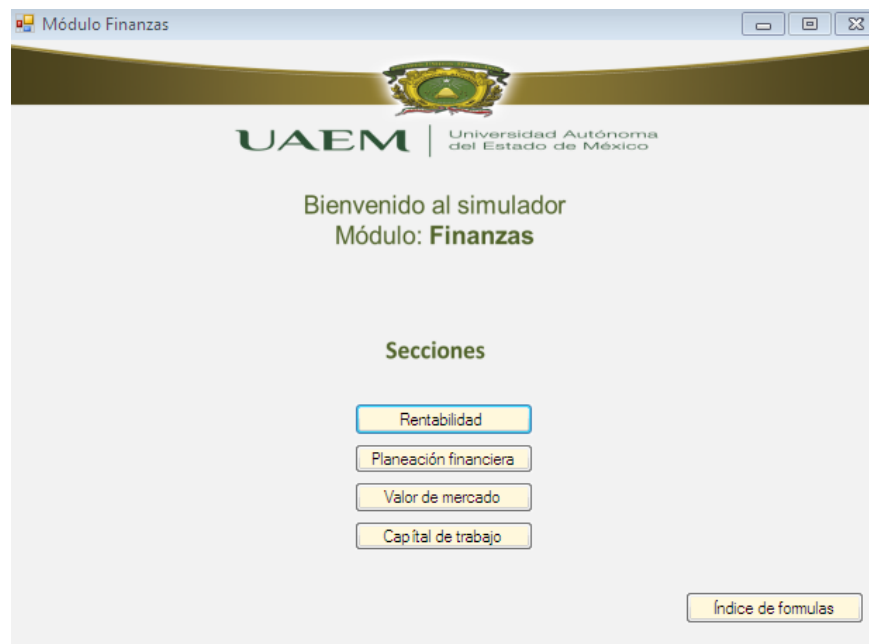 Módulo Finanzas
UAEM
Universidad Autónoma
del Estado de México
Bienvenido al simulador
Módulo: Finanzas
Secciones
Rentabilidad
Planeación financiera
Valor de mercado
Capítal de trabajo
Índice de formulas